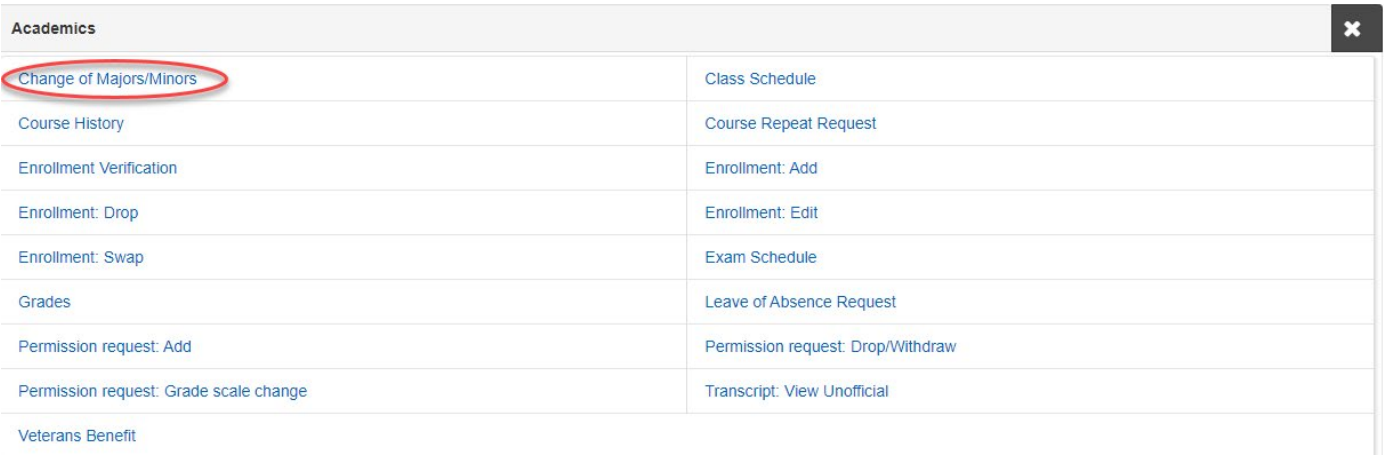 Academics
Change of Majors/Minors
Class Schedule
Course History
Course Repeat Request
Enrollment Verification
Enrollment: Add
Enrollment: Drop
Enrollment: Edit
Enrollment: Swap
Exam Schedule
Grades
Leave of Absence Request
Permission request: Add
Permission request: Drop/Withdraw
Permission request: Grade scale change
Transcript: View Unofficial
Veterans Benefit